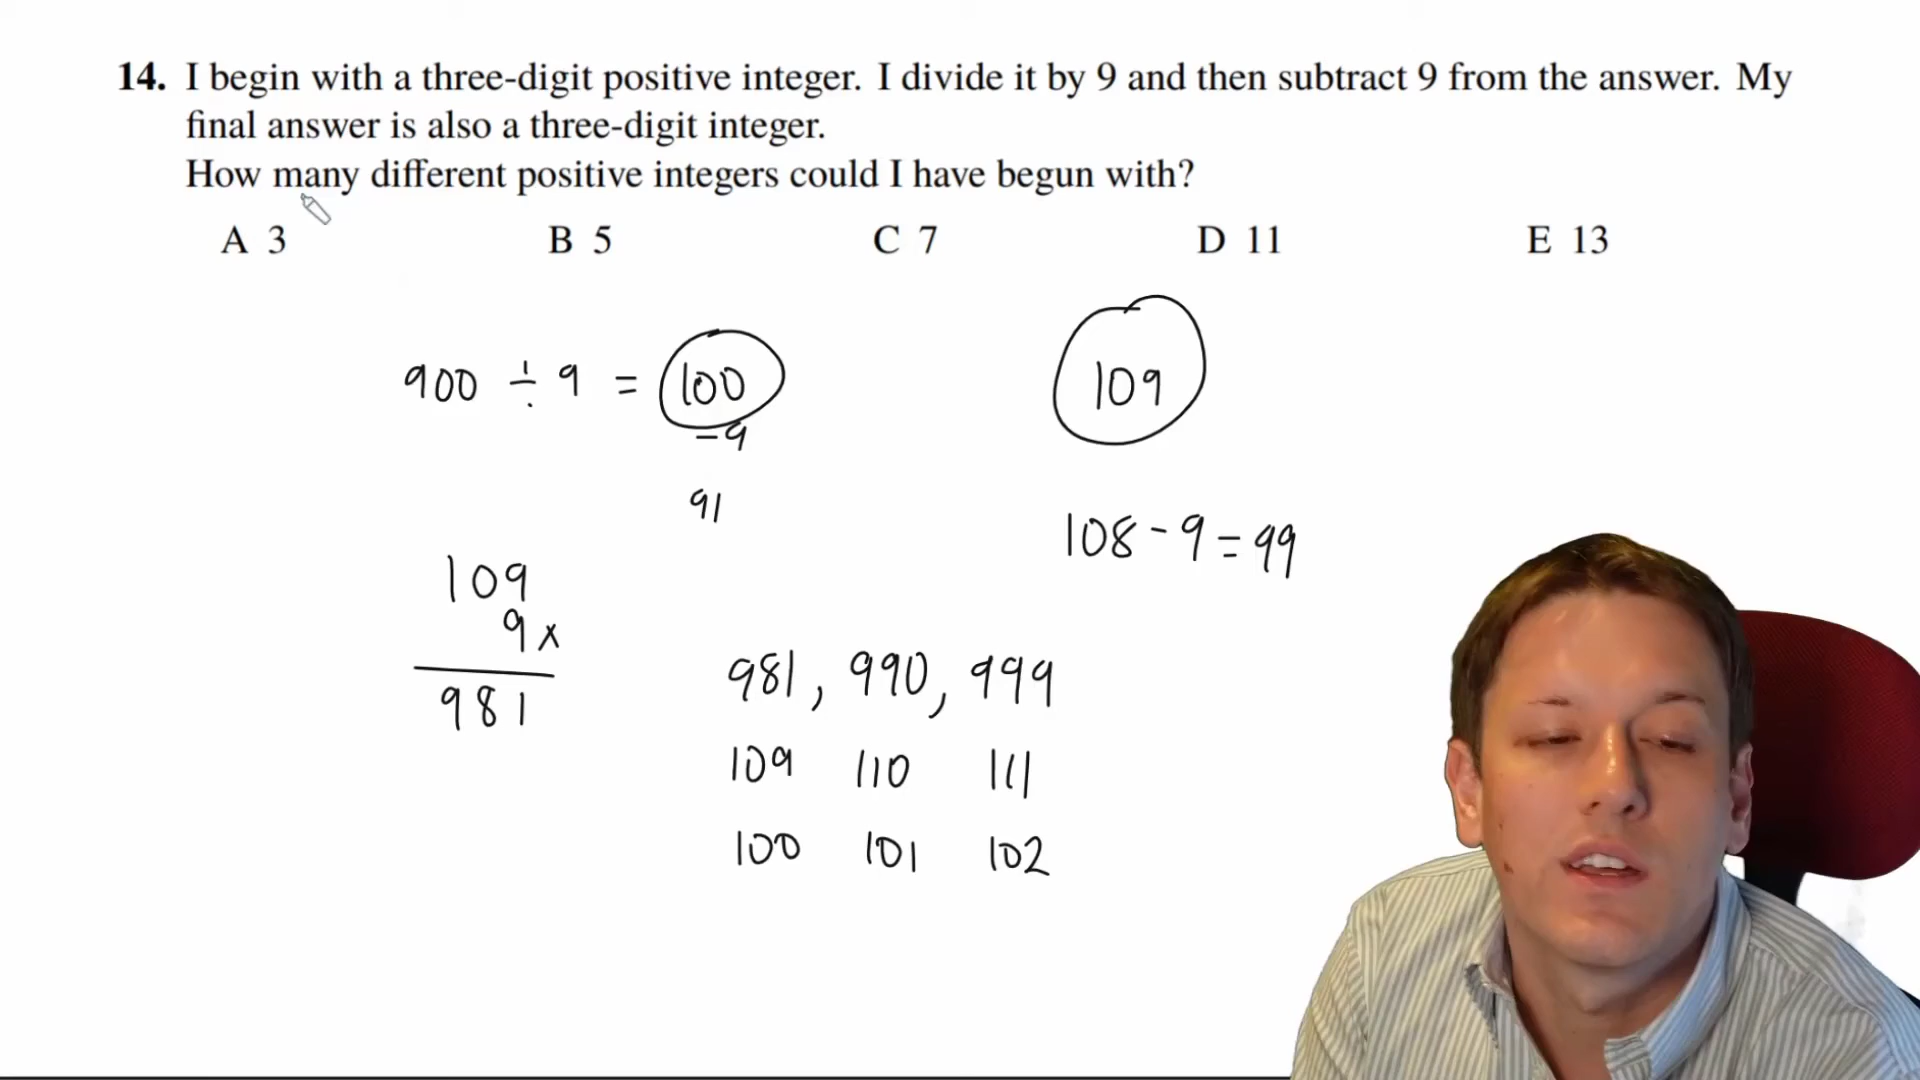 14. I begin with a three-digit positive integer. I divide it by 9 and then subtract 9 from the answer. My
final answer is also a three-digit integer.
How many different positive integers could I have begun with?
A 3 B 5 C 7 D 11 E 13
900 ÷ 9 = 100
-9
91
109
108 - 9 = 99
109
9 x
981
981, 990, 999
109 110 111
100 101 102